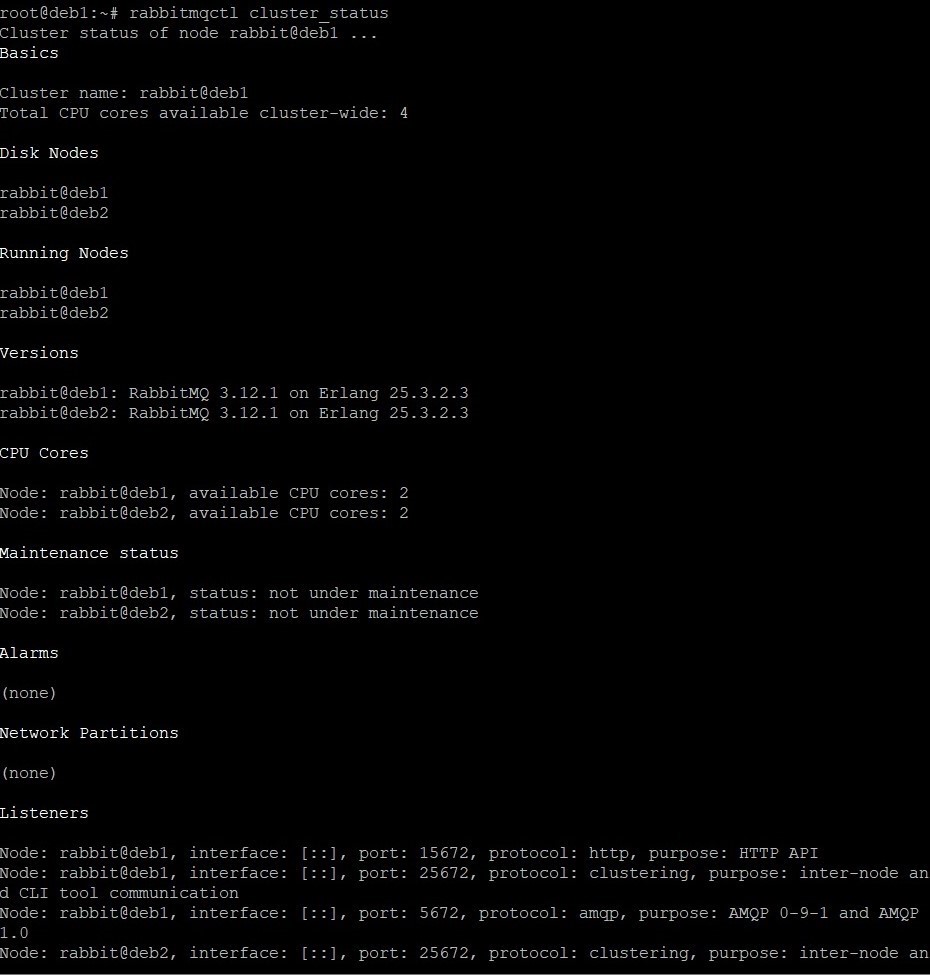 root@deb1:~# rabbitmqctl cluster_status
Cluster status of node rabbit@deb1 ...
Basics
Cluster name: rabbit@deb1
Total CPU cores available cluster-wide: 4
Disk Nodes
rabbit@deb1
rabbit@deb2
Running Nodes
rabbit@deb1
rabbit@deb2
Versions
rabbit@deb1: RabbitMQ 3.12.1 on Erlang 25.3.2.3
rabbit@deb2: RabbitMQ 3.12.1 on Erlang 25.3.2.3
CPU Cores
Node: rabbit@deb1, available CPU cores: 2
Node: rabbit@deb2, available CPU cores: 2
Maintenance status
Node: rabbit@deb1, status: not under maintenance
Node: rabbit@deb2, status: not under maintenance
Alarms
(none)
Network Partitions
(none)
Listeners
Node: rabbit@deb1, interface: [::], port: 15672, protocol: http, purpose: HTTP API
Node: rabbit@deb1, interface: [::], port: 25672, protocol: clustering, purpose: inter-node an
d CLI tool communication
Node: rabbit@deb1, interface: [::], port: 5672, protocol: amqp, purpose: AMQP 0-9-1 and AMQP
1.0
Node: rabbit@deb2, interface: [::], port: 25672, protocol: clustering, purpose: inter-node an